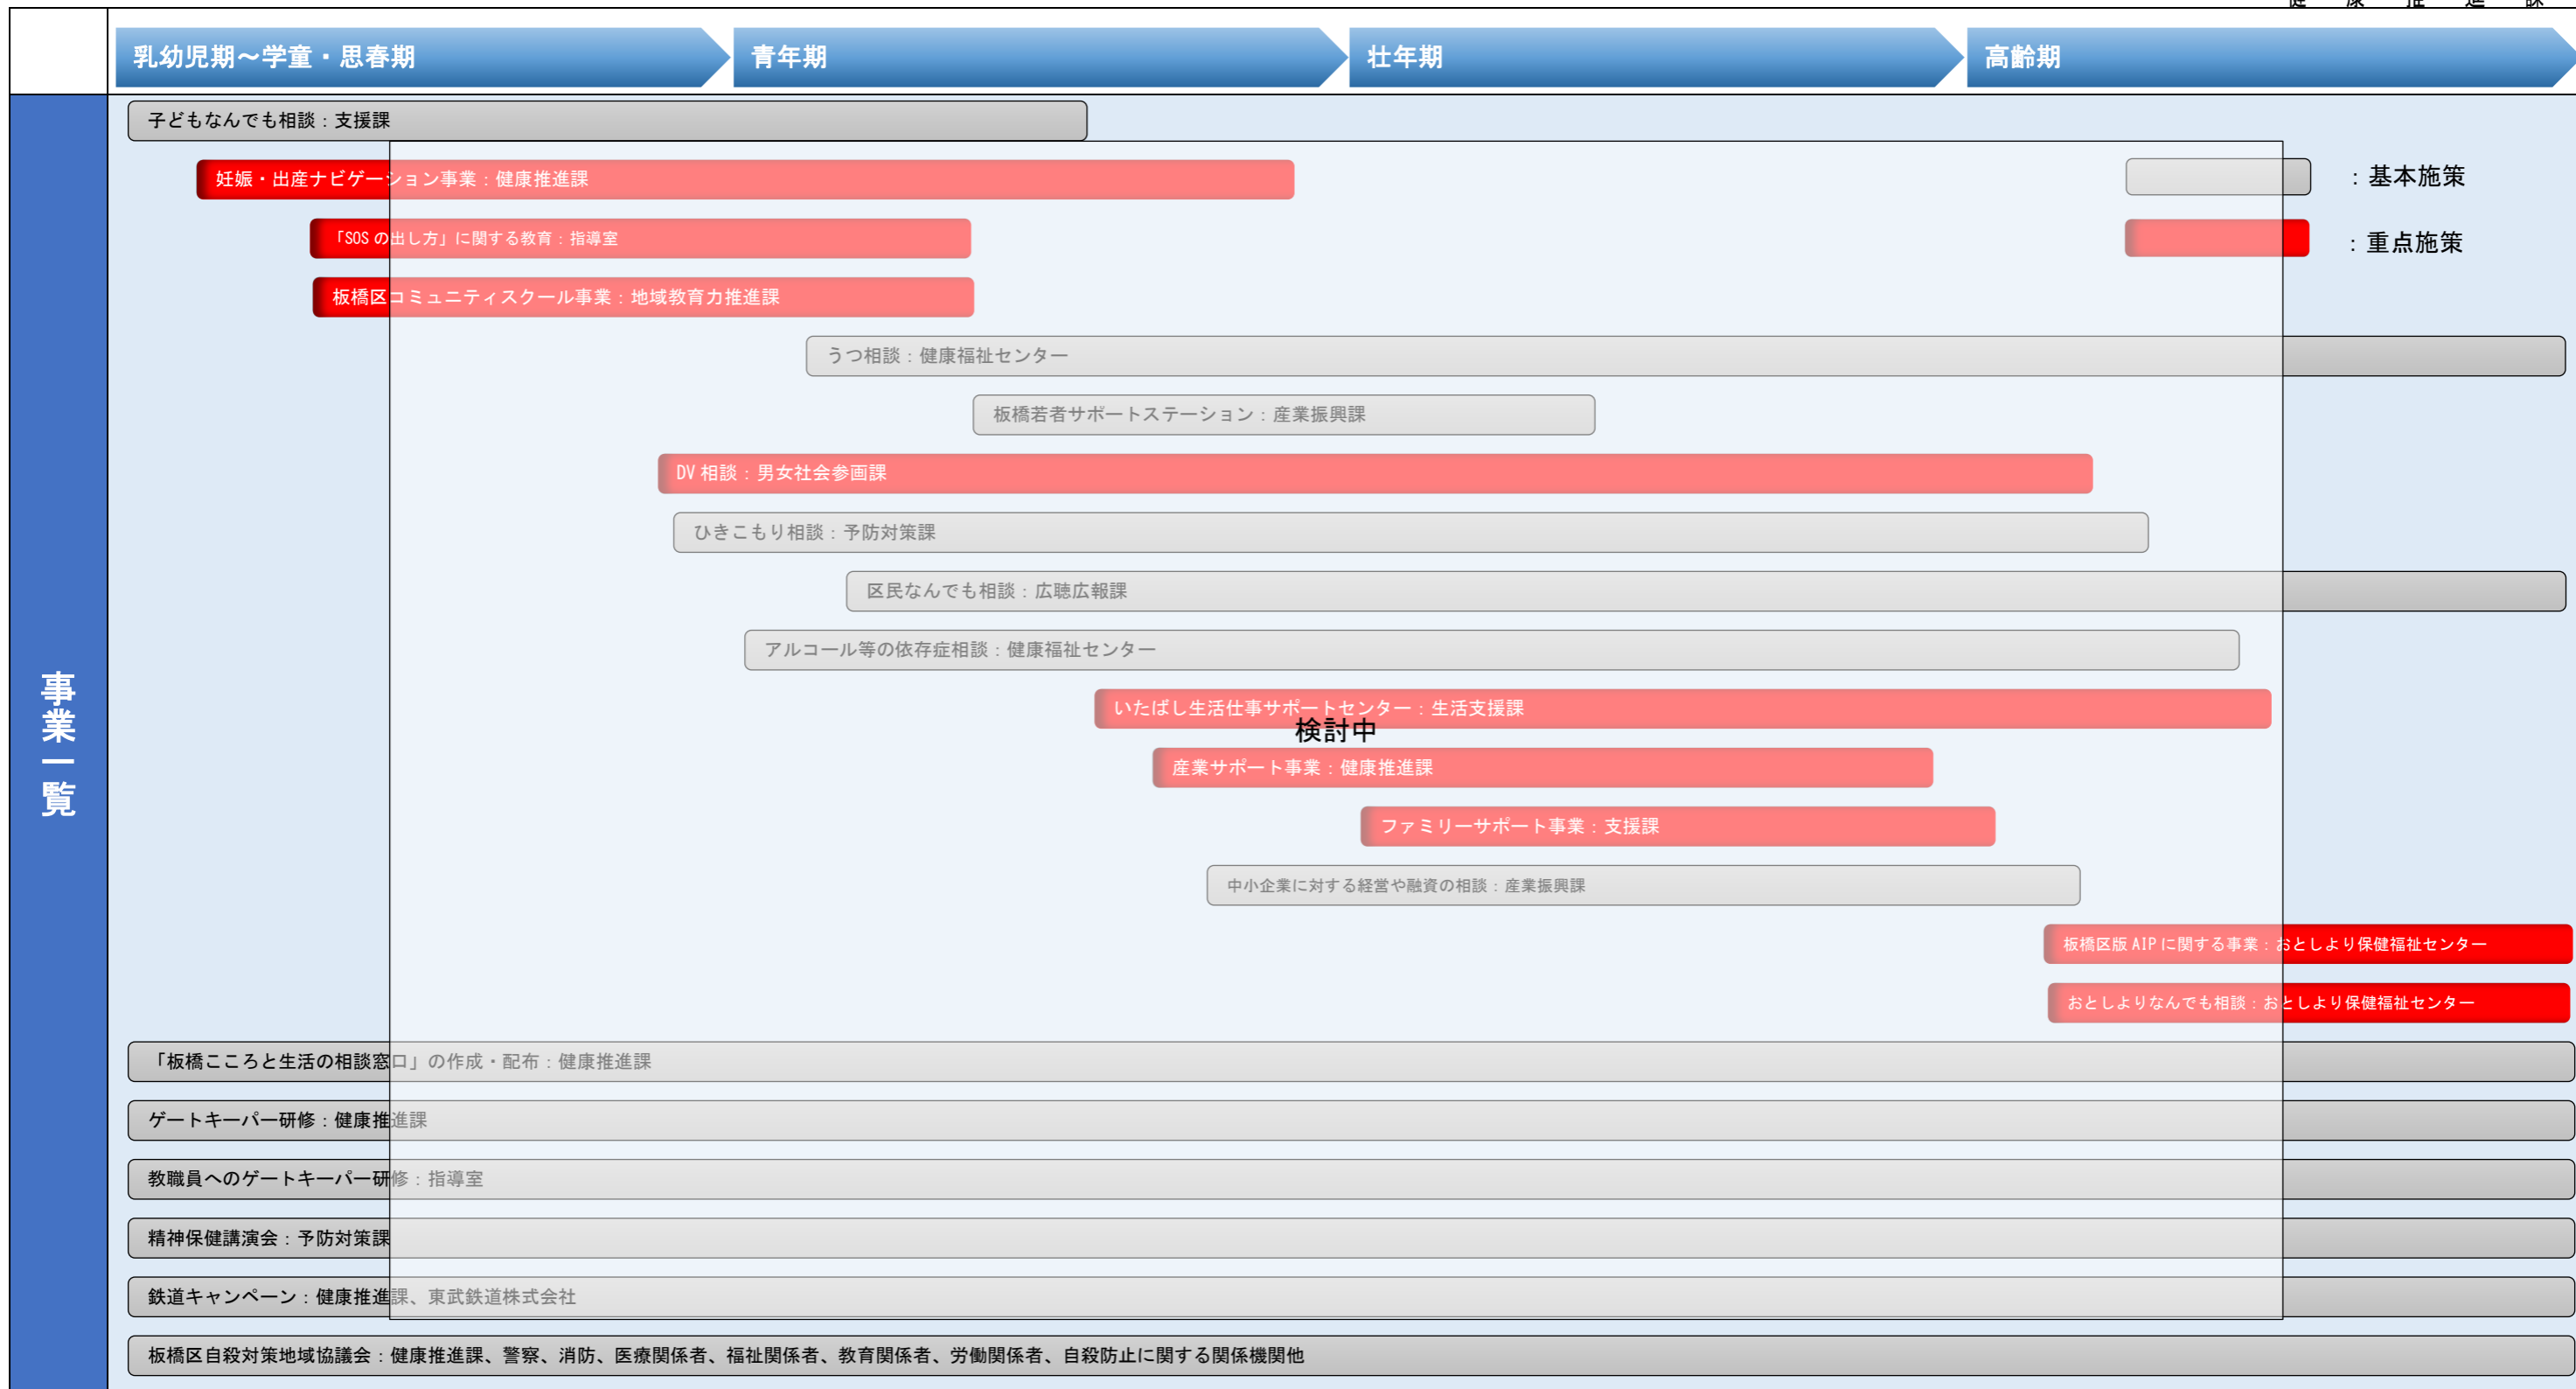 健康推進課
乳幼児期～学童・思春期
青年期
壮年期
高齢期
事業一覧
子どもなんでも相談：支援課
妊娠・出産ナビゲーション事業：健康推進課
：基本施策
「SOSの出し方」に関する教育：指導室
：重点施策
板橋区コミュニティスクール事業：地域教育力推進課
うつ相談：健康福祉センター
板橋若者サポートステーション：産業振興課
DV相談：男女社会参画課
ひきこもり相談：予防対策課
区民なんでも相談：広聴広報課
アルコール等の依存症相談：健康福祉センター
いたばし生活仕事サポートセンター：生活支援課
検討中
産業サポート事業：健康推進課
ファミリーサポート事業：支援課
中小企業に対する経営や融資の相談：産業振興課
板橋区版AIPに関する事業：おとしより保健福祉センター
おとしよりなんでも相談：おとしより保健福祉センター
「板橋こころと生活の相談窓口」の作成・配布：健康推進課
ゲートキーパー研修：健康推進課
教職員へのゲートキーパー研修：指導室
精神保健講演会：予防対策課
鉄道キャンペーン：健康推進課、東武鉄道株式会社
板橋区自殺対策地域協議会：健康推進課、警察、消防、医療関係者、福祉関係者、教育関係者、労働関係者、自殺防止に関する関係機関他